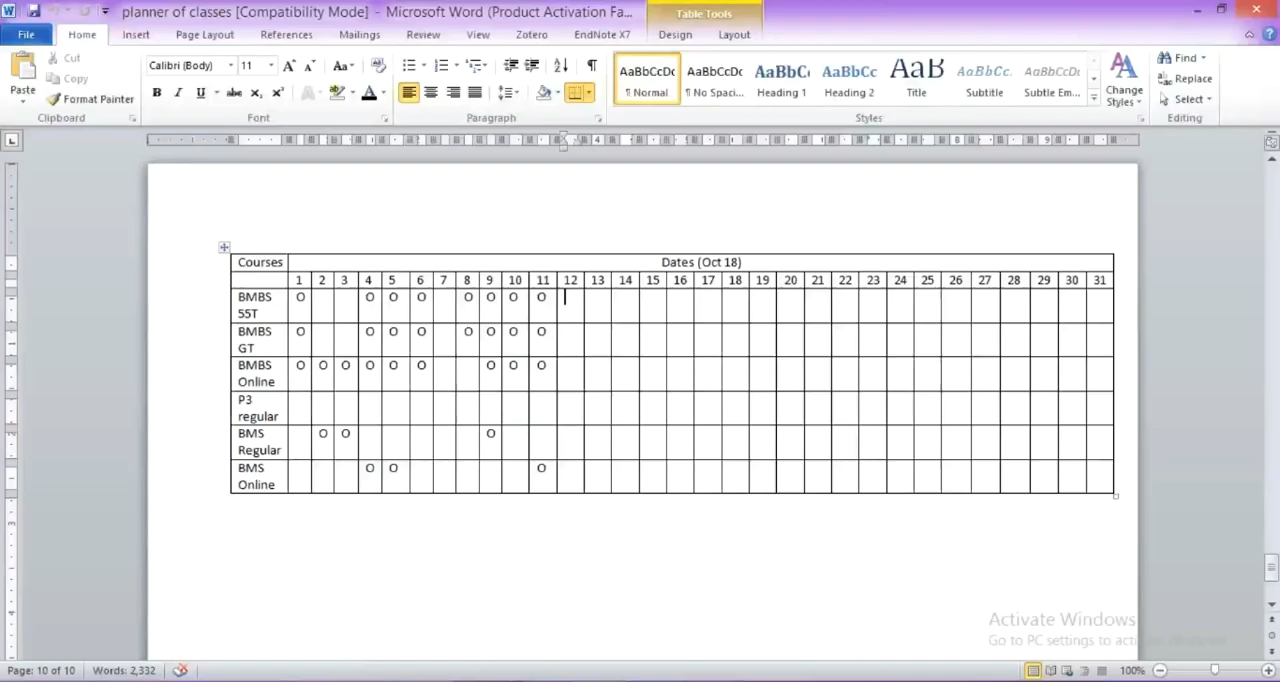 planner of classes [Compatibility Mode] - Microsoft Word (Product Activation Fa...
Table Tools
File Home Insert Page Layout References Mailings Review View Zotero EndNote X7 Design Layout
Paste
Cut
Copy
Format Painter
Clipboard
Calibri (Body) 11
Font
Paragraph
AaBbCcDc AaBbCcDc AaBbC AaBbCc AaB AaBbCc. AaBbCcDc
¶ Normal ¶ No Spaci... Heading 1 Heading 2 Title Subtitle Subtle Em...
Change Styles
Styles
Find
Replace
Select
Editing
Courses Dates (Oct 18)
1 2 3 4 5 6 7 8 9 10 11 12 13 14 15 16 17 18 19 20 21 22 23 24 25 26 27 28 29 30 31
BMBS O O O O O O O O
55T
BMBS O O O O O O O O
GT
BMBS O O O O O O O O O
Online
P3
regular
BMS O O O
Regular
BMS O O O
Online
Activate Windows
Go to PC settings to acti
Page: 10 of 10 Words: 2,332 100%